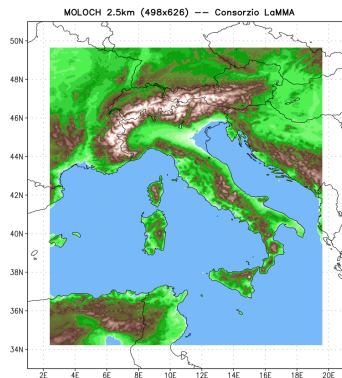 MOLOCH 2.5km (498x626) -- Consorzio LaMMA
50N
48N
46N
44N
42N
40N
38N
36N
34N
2E 4E 6E 8E 10E 12E 14E 16E 18E 20E